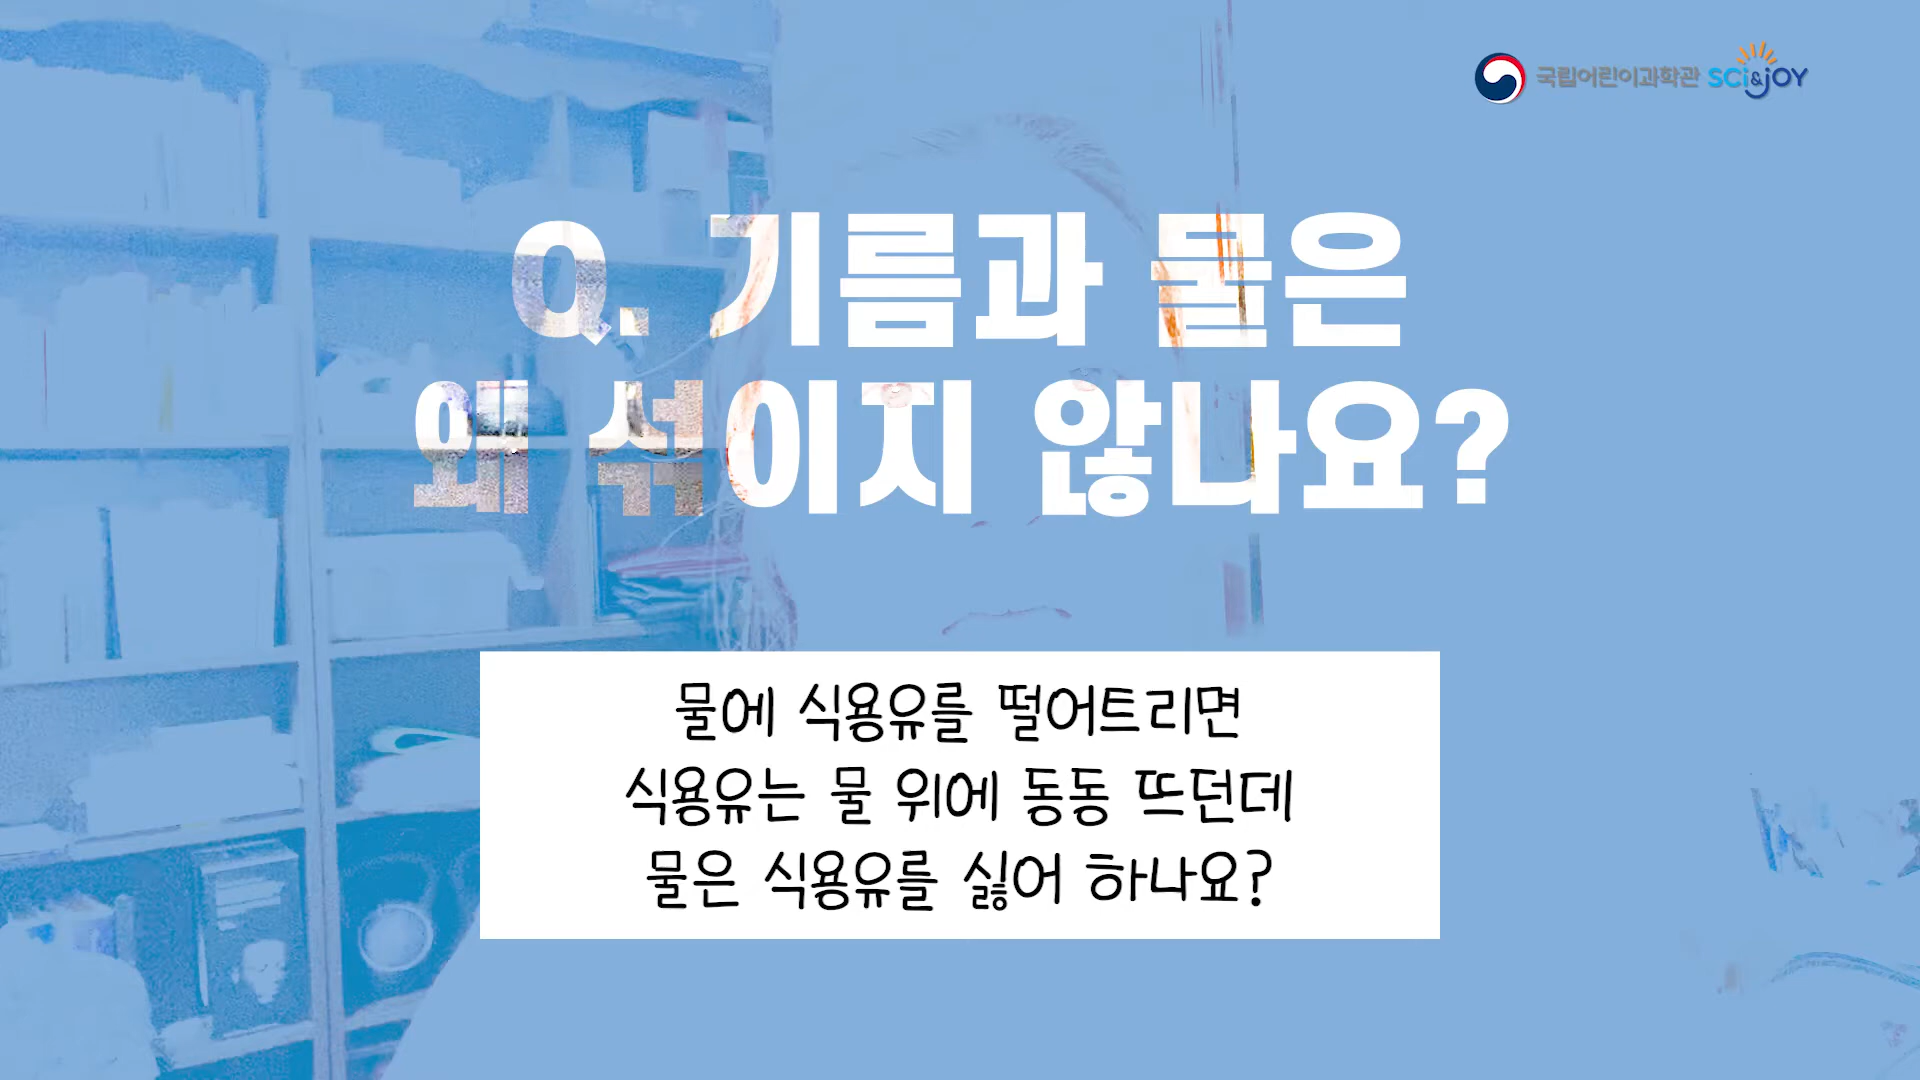 국립어린이과학관 SCi&jOY
Q. 기름과 물은
왜 섞이지 않나요?
물에 식용유를 떨어트리면
식용유는 물 위에 동동 뜨던데
물은 식용유를 싫어 하나요?